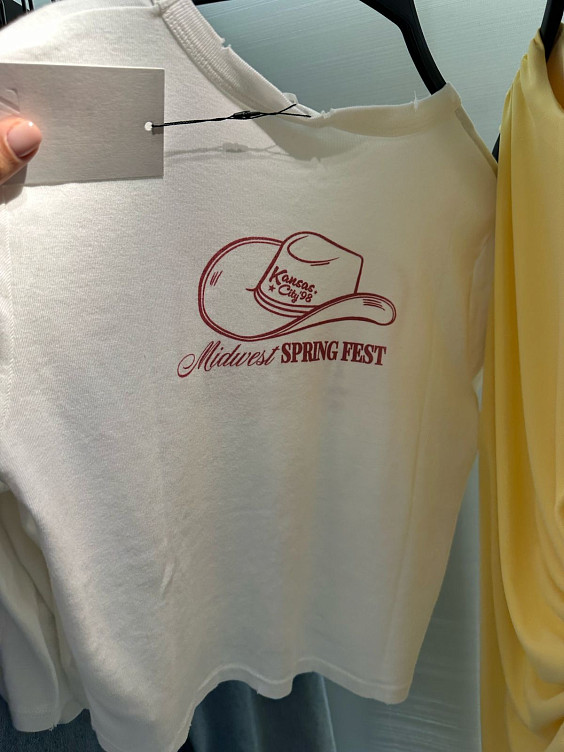 Kansas.
★ City '98
Midwest SPRING FEST